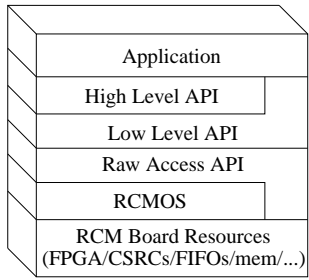 Application
High Level API
Low Level API
Raw Access API
RCMOS
RCM Board Resources
(FPGA/CSRCs/FIFOs/mem/...)